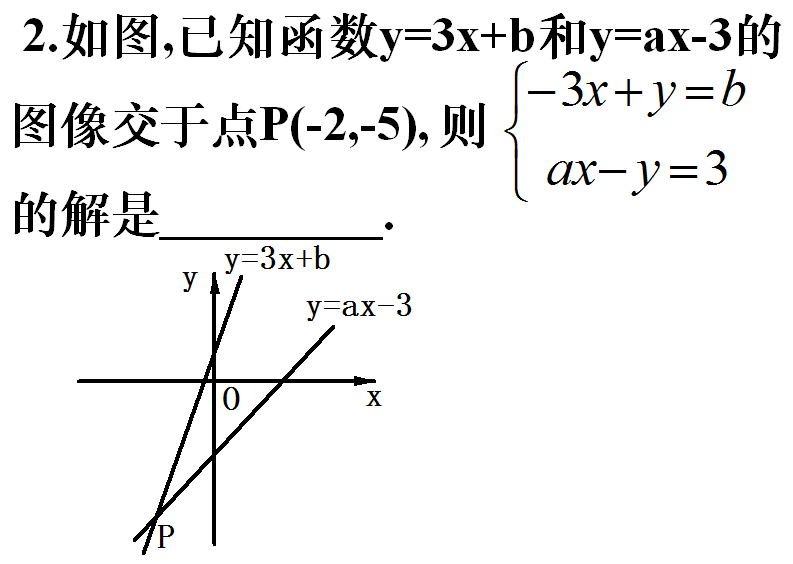 2.如图,已知函数y=3x+b和y=ax-3的
图像交于点P(-2,-5),则 {−3x+y=b
ax−y=3
的解是__________.
y=3x+b
y
y=ax-3
O
x
P